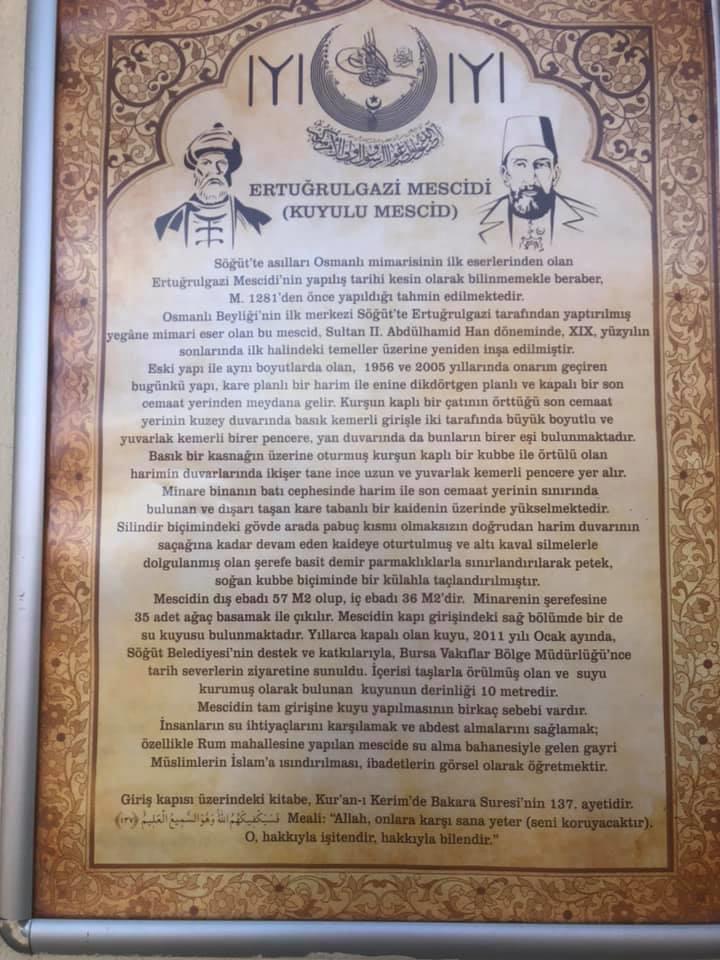 IYI IYI
ERTUĞRULGAZİ MESCİDİ
(KUYULU MESCİD)
Söğüt'te asılları Osmanlı mimarisinin ilk eserlerinden olan
Ertuğrulgazi Mescidi'nin yapılış tarihi kesin olarak bilinmemekle beraber,
M. 1281'den önce yapıldığı tahmin edilmektedir.
Osmanlı Beyliği'nin ilk merkezi Söğüt'te Ertuğrulgazi tarafından yaptırılmış
yegâne mimari eser olan bu mescid, Sultan II. Abdülhamid Han döneminde, XIX, yüzyılın
sonlarında ilk halindeki temeller üzerine yeniden inşa edilmiştir.
Eski yapı ile aynı boyutlarda olan, 1956 ve 2005 yıllarında onarım geçiren
bugünkü yapı, kare planlı bir harim ile enine dikdörtgen planlı ve kapalı bir son
cemaat yerinden meydana gelir. Kurşun kaplı bir çatının örttüğü son cemaat
yerinin kuzey duvarında basık kemerli girişle iki tarafında büyük boyutlu ve
yuvarlak kemerli birer pencere, yan duvarında da bunların birer eşi bulunmaktadır.
Basık bir kasnağın üzerine oturmuş kurşun kaplı bir kubbe ile örtülü olan
harimin duvarlarında ikişer tane ince uzun ve yuvarlak kemerli pencere yer alır.
Minare binanın batı cephesinde harim ile son cemaat yerinin sınırında
bulunan ve dışarı taşan kare tabanlı bir kaidenin üzerinde yükselmektedir.
Silindir biçimindeki gövde arada pabuç kısmı olmaksızın doğrudan harim duvarının
saçağına kadar devam eden kaideye oturtulmuş ve altı kaval silmelerle
dolgulanmış olan şerefe basit demir parmaklıklarla sınırlandırılarak petek,
soğan kubbe biçiminde bir külahla taçlandırılmıştır.
Mescidin dış ebadı 57 M2 olup, iç ebadı 36 M2'dir. Minarenin şerefesine
35 adet ağaç basamak ile çıkılır. Mescidin kapı girişindeki sağ bölümde bir de
su kuyusu bulunmaktadır. Yıllarca kapalı olan kuyu, 2011 yılı Ocak ayında,
Söğüt Belediyesi'nin destek ve katkılarıyla, Bursa Vakıflar Bölge Müdürlüğü'nce
tarih severlerin ziyaretine sunuldu. İçerisi taşlarla örülmüş olan ve suyu
kurumuş olarak bulunan kuyunun derinliği 10 metredir.
Mescidin tam girişine kuyu yapılmasının birkaç sebebi vardır.
İnsanların su ihtiyaçlarını karşılamak ve abdest almalarını sağlamak;
özellikle Rum mahallesine yapılan mescide su alma bahanesiyle gelen gayri
Müslimlerin İslam'a ısındırılması, ibadetlerin görsel olarak öğretmektir.
Giriş kapısı üzerindeki kitabe, Kur'an-ı Kerim'de Bakara Suresi'nin 137. ayetidir.
فَسَيَكْفِيكَهُمُ اللّٰهُ وَهُوَ السَّمِيعُ الْعَلِيمُ ﴿١٣٧﴾ Meali: "Allah, onlara karşı sana yeter (seni koruyacaktır).
O, hakkıyla işitendir, hakkıyla bilendir."